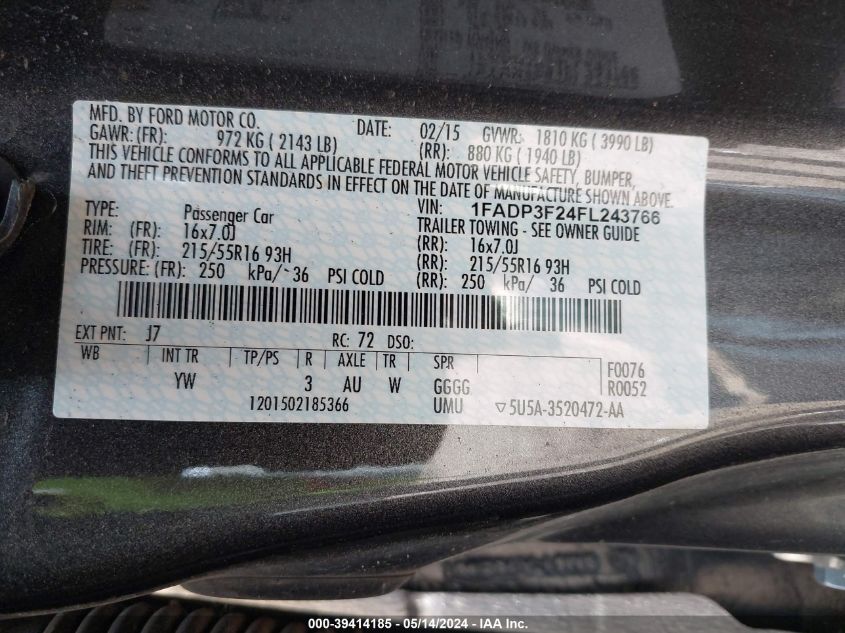 MFD. BY FORD MOTOR CO.
DATE: 02/15 GVWR: 1810 KG ( 3990 LB)
GAWR: (FR): 972 KG ( 2143 LB) (RR): 880 KG ( 1940 LB)
THIS VEHICLE CONFORMS TO ALL APPLICABLE FEDERAL MOTOR VEHICLE SAFETY, BUMPER,
AND THEFT PREVENTION STANDARDS IN EFFECT ON THE DATE OF MANUFACTURE SHOWN ABOVE.
VIN: 1FADP3F24FL243766
TYPE: Passenger Car TRAILER TOWING - SEE OWNER GUIDE
RIM: (FR): 16x7.0J (RR): 16x7.0J
TIRE: (FR): 215/55R16 93H (RR): 215/55R16 93H
PRESSURE: (FR): 250 kPa/ 36 PSI COLD (RR): 250 kPa/ 36 PSI COLD
EXT PNT: J7 RC: 72 DSO:
WB INT TR TP/PS R AXLE TR SPR F0076
YW 3 AU W GGGG R0052
1201502185366 UMU ▽5U5A-3520472-AA
000-39414185 - 05/14/2024 - IAA Inc.